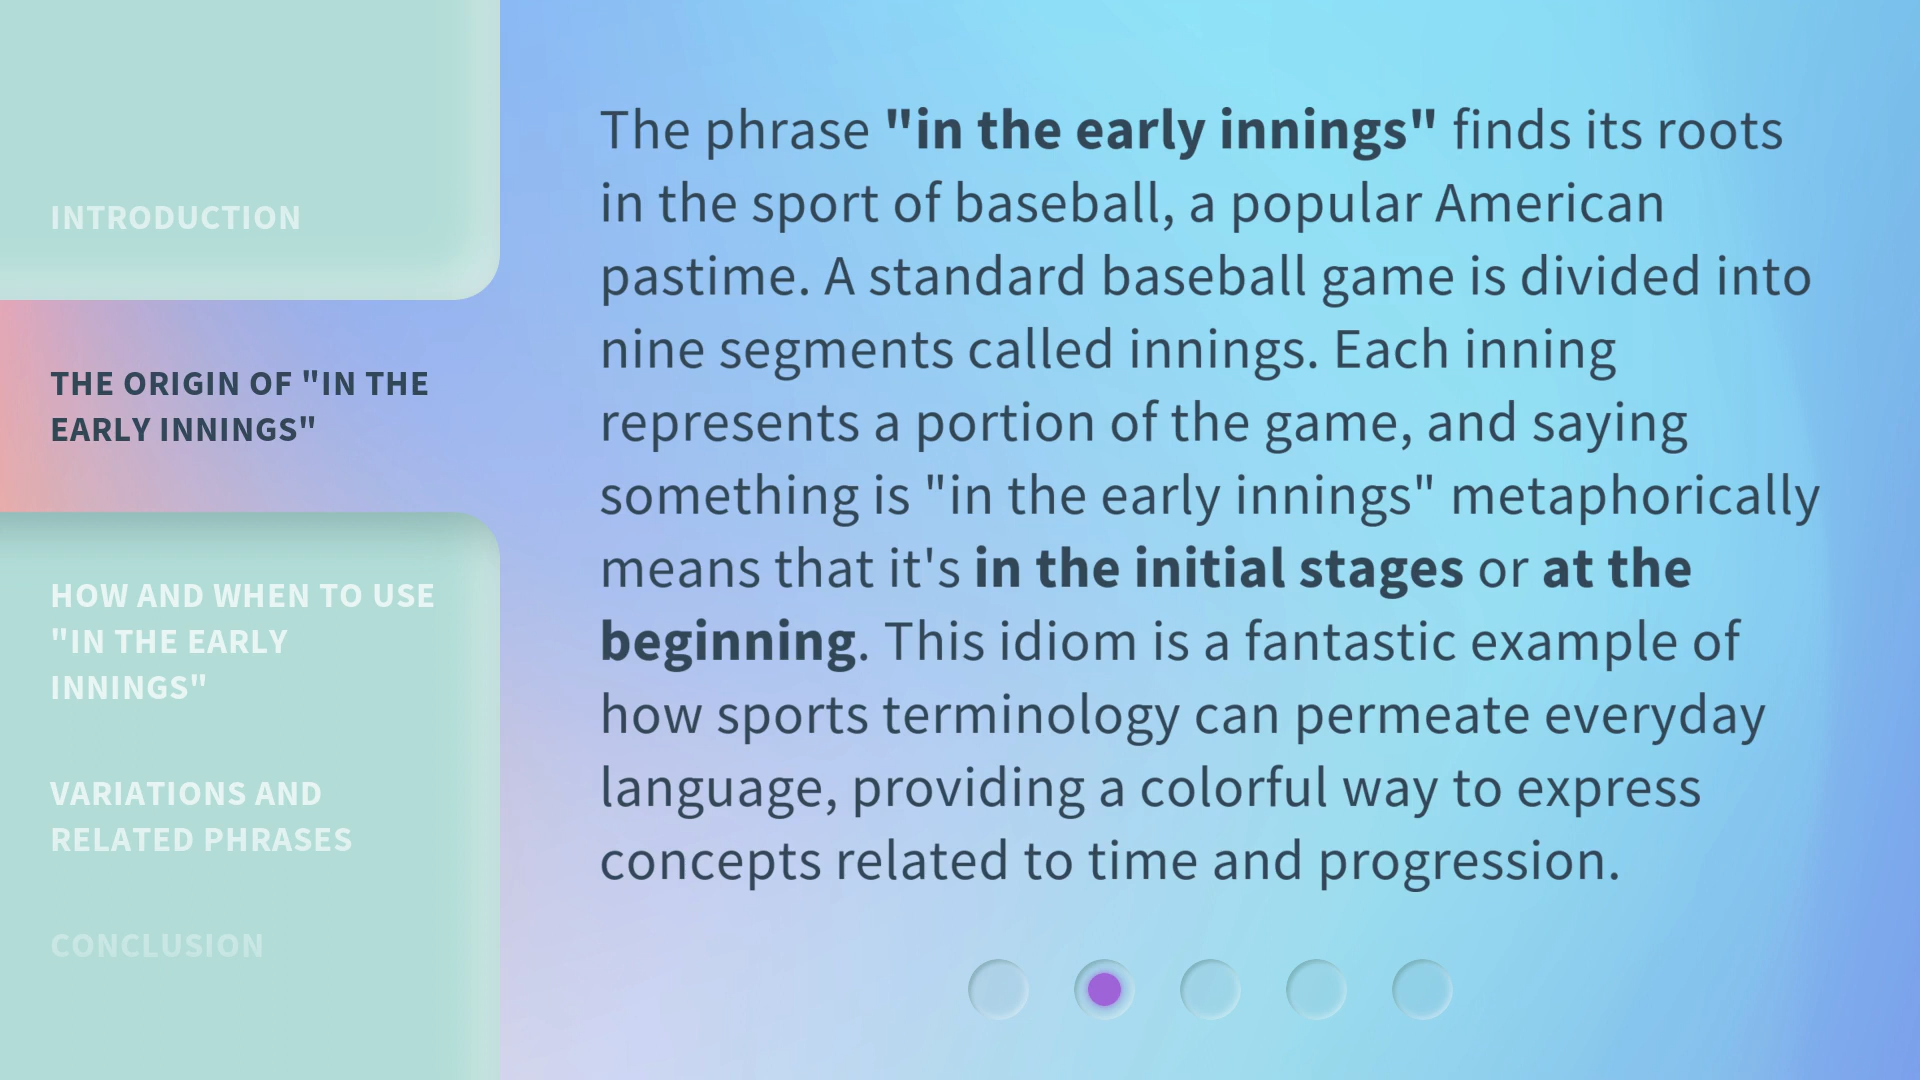 INTRODUCTION
THE ORIGIN OF "IN THE
EARLY INNINGS"
HOW AND WHEN TO USE
"IN THE EARLY
INNINGS"
VARIATIONS AND
RELATED PHRASES
CONCLUSION
The phrase "in the early innings" finds its roots
in the sport of baseball, a popular American
pastime. A standard baseball game is divided into
nine segments called innings. Each inning
represents a portion of the game, and saying
something is "in the early innings" metaphorically
means that it's in the initial stages or at the
beginning. This idiom is a fantastic example of
how sports terminology can permeate everyday
language, providing a colorful way to express
concepts related to time and progression.